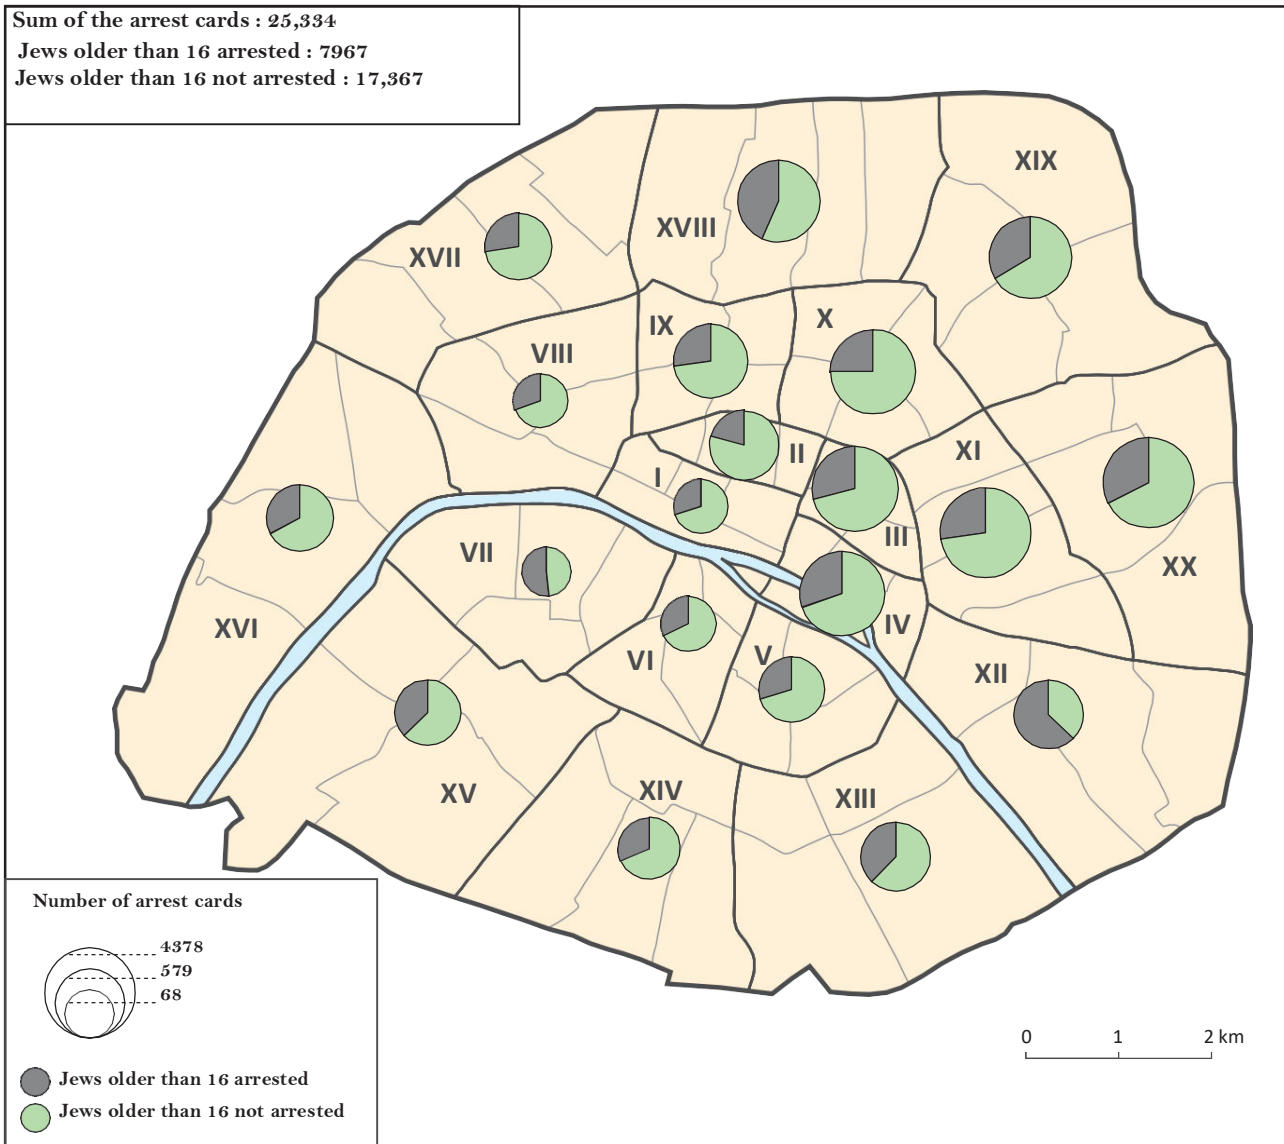 Sum of the arrest cards : 25,334
Jews older than 16 arrested : 7967
Jews older than 16 not arrested : 17,367
XIX
XVIII
XVII
IX
X
VIII
XI
II
I
III
VII
XX
IV
XVI
VI
V
XII
XV
XIV
XIII
Number of arrest cards
4378
579
68
0 1 2 km
Jews older than 16 arrested
Jews older than 16 not arrested